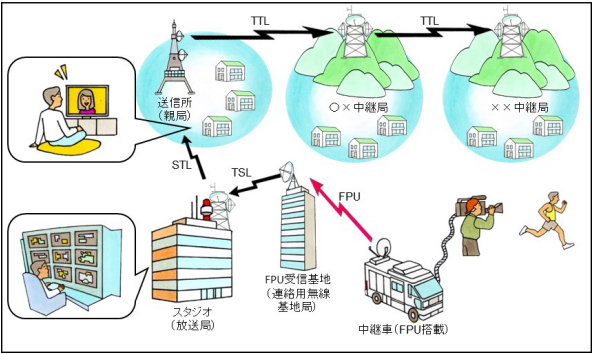 TTL
TTL
送信所
(親局)
○×中継局
××中継局
STL
TSL
FPU
スタジオ
(放送局)
FPU受信基地
(連絡用無線
基地局)
中継車(FPU搭載)